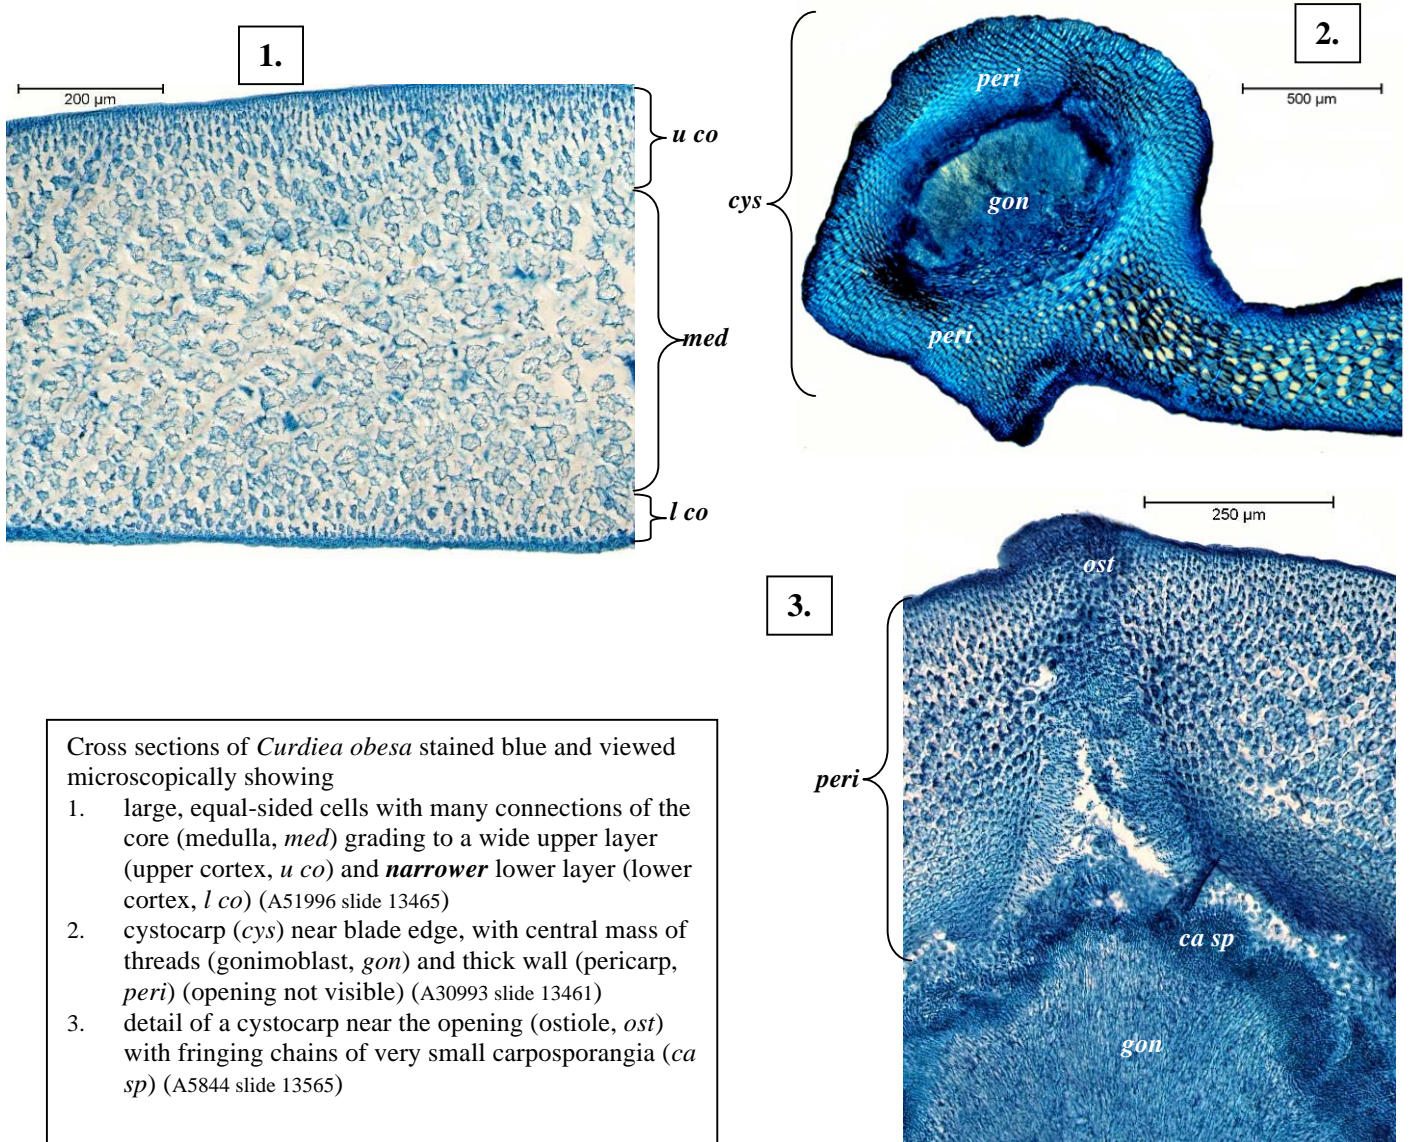 1.
200 µm
u co
med
l co
2.
500 µm
cys
peri
gon
peri
3.
250 µm
ost
peri
ca sp
gon
Cross sections of Curdiea obesa stained blue and viewed
microscopically showing
1. large, equal-sided cells with many connections of the
core (medulla, med) grading to a wide upper layer
(upper cortex, u co) and narrower lower layer (lower
cortex, l co) (A51996 slide 13465)
2. cystocarp (cys) near blade edge, with central mass of
threads (gonimoblast, gon) and thick wall (pericarp,
peri) (opening not visible) (A30993 slide 13461)
3. detail of a cystocarp near the opening (ostiole, ost)
with fringing chains of very small carposporangia (ca
sp) (A5844 slide 13565)